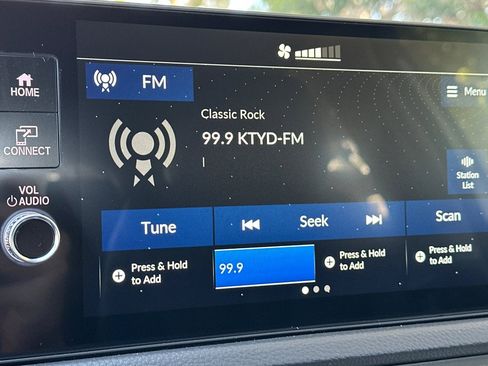 HOME
CONNECT
VOL
AUDIO
FM
Menu
Classic Rock
99.9 KTYD-FM
Station
List
Tune
Seek
Scan
Press & Hold
to Add
99.9
Press & Hold
to Add
Press & Hold
to Add